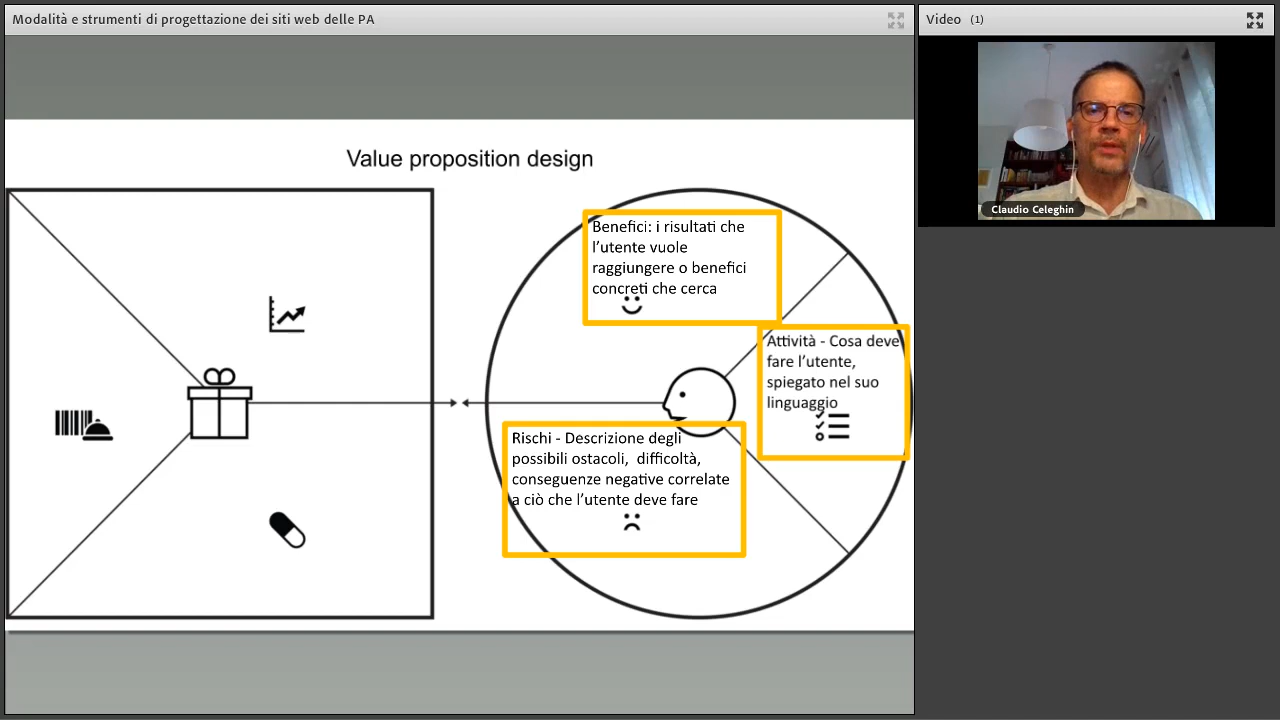 Modalità e strumenti di progettazione dei siti web delle PA
Video (1)
Claudio Celeghin
Value proposition design
Benefici: i risultati che
l'utente vuole
raggiungere o benefici
concreti che cerca
Attività - Cosa deve
fare l'utente,
spiegato nel suo
linguaggio
Rischi - Descrizione degli
possibili ostacoli, difficoltà,
conseguenze negative correlate
a ciò che l'utente deve fare